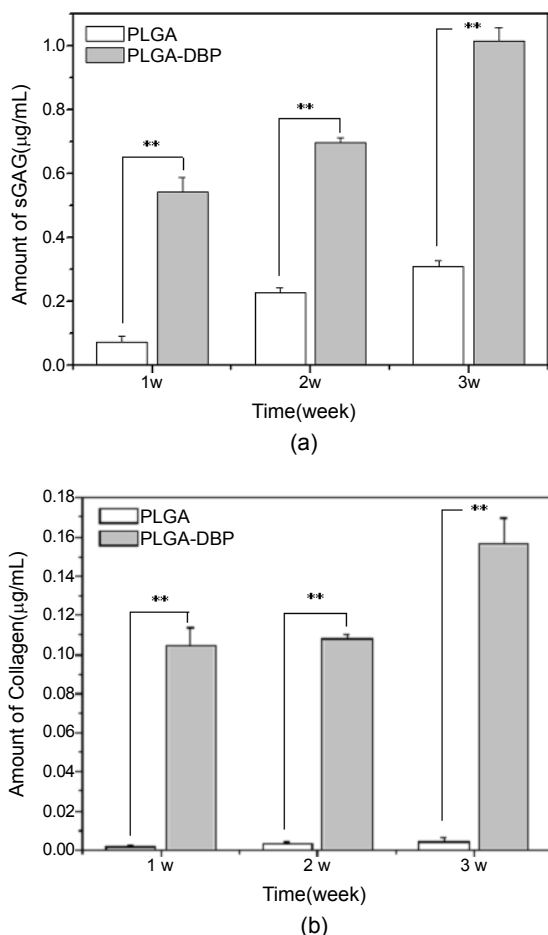 PLGA
PLGA-DBP
**
**
**
1.0
0.8
0.6
0.4
0.2
0.0
Amount of sGAG(μg/mL)
1w 2w 3w
Time(week)
(a)
PLGA
PLGA-DBP
**
**
**
0.18
0.16
0.14
0.12
0.10
0.08
0.06
0.04
0.02
0.00
Amount of Collagen(μg/mL)
1 w 2 w 3 w
Time(week)
(b)